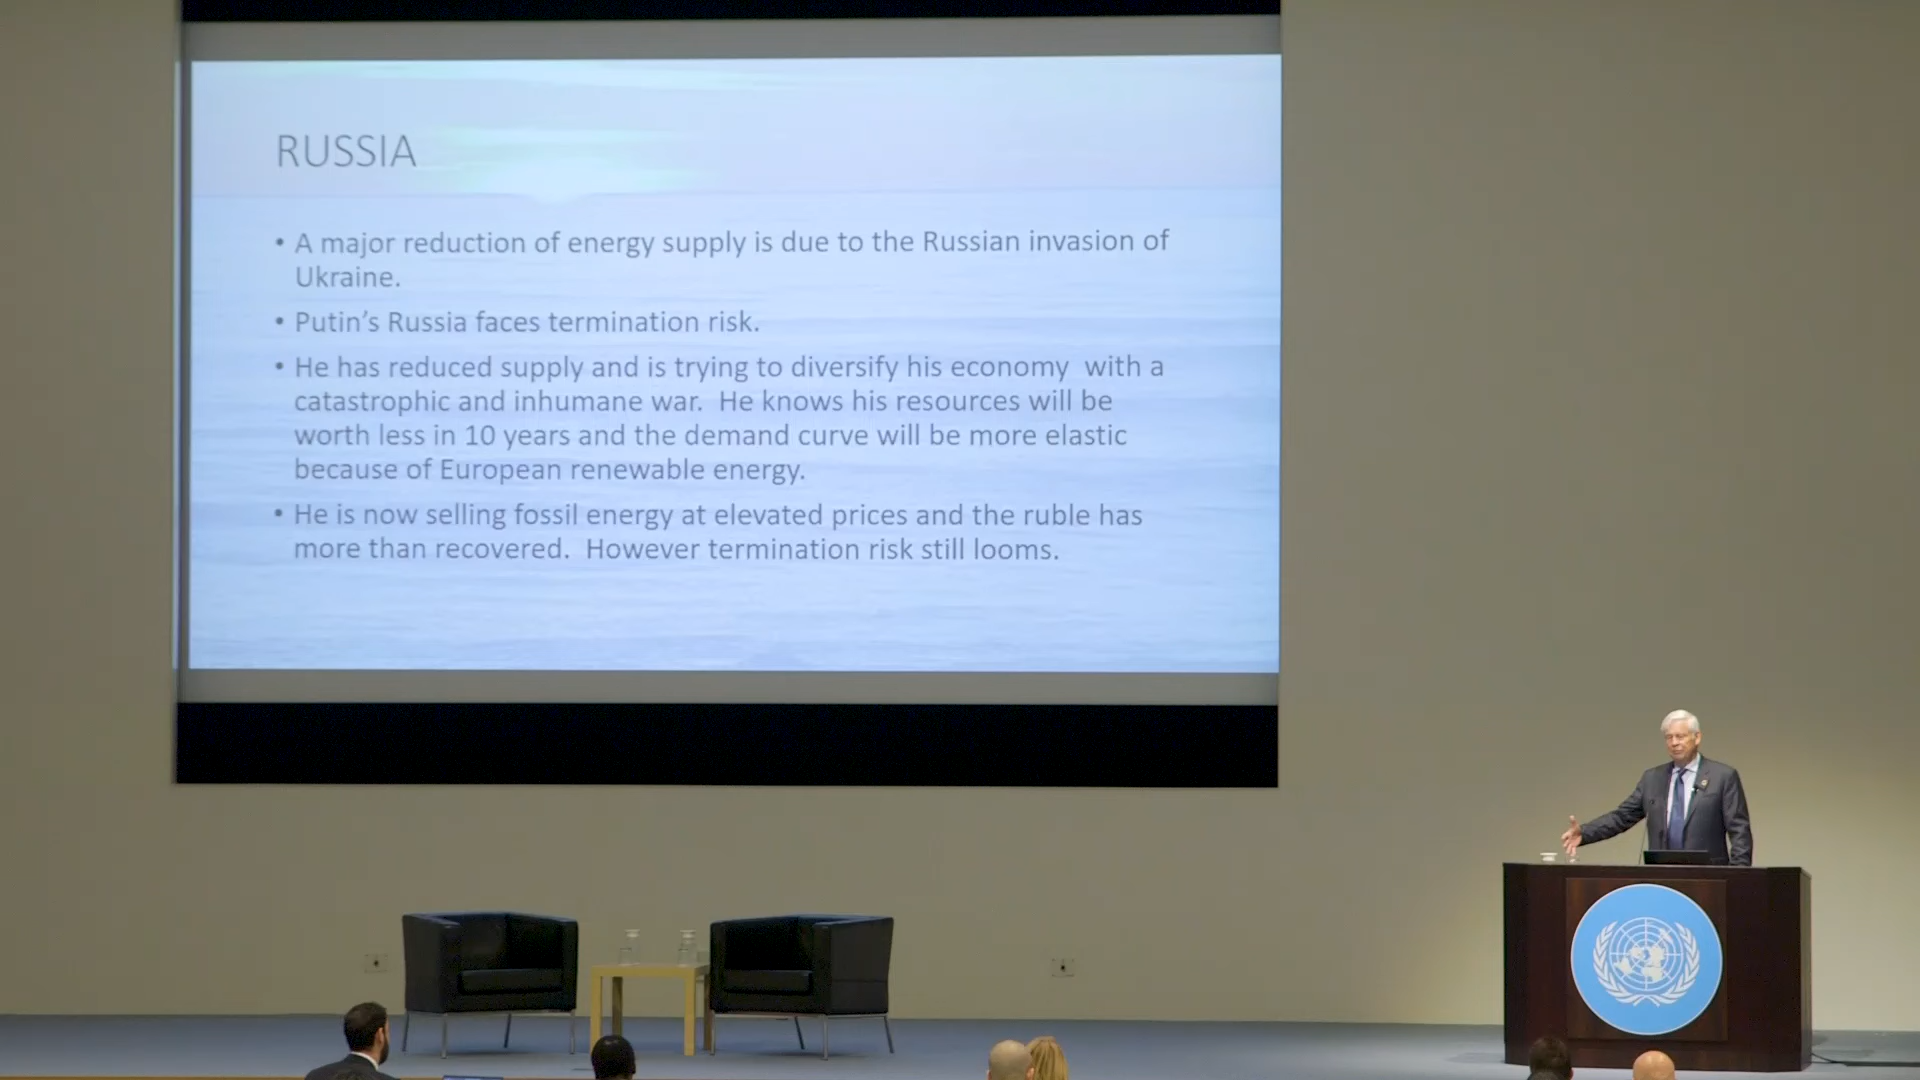 RUSSIA
• A major reduction of energy supply is due to the Russian invasion of
Ukraine.
• Putin’s Russia faces termination risk.
• He has reduced supply and is trying to diversify his economy  with a
catastrophic and inhumane war.  He knows his resources will be
worth less in 10 years and the demand curve will be more elastic
because of European renewable energy.
• He is now selling fossil energy at elevated prices and the ruble has
more than recovered.  However termination risk still looms.